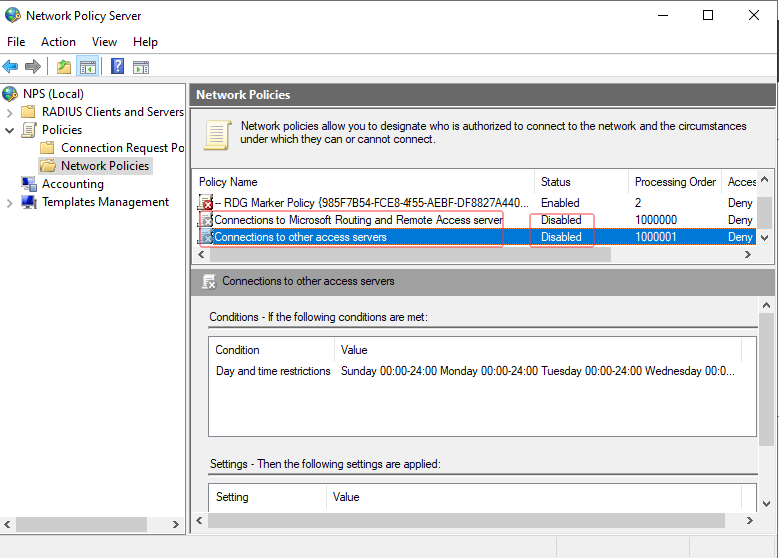 Network Policy Server
File Action View Help
NPS (Local)
RADIUS Clients and Servers
Policies
Connection Request Po
Network Policies
Accounting
Templates Management
Network Policies
Network policies allow you to designate who is authorized to connect to the network and the circumstances
under which they can or cannot connect.
Policy Name Status Processing Order Acces
-- RDG Marker Policy {985F7B54-FCE8-4f55-AEBF-DF8827A440... Enabled 2 Deny
Connections to Microsoft Routing and Remote Access server Disabled 1000000 Deny
Connections to other access servers Disabled 1000001 Deny
Connections to other access servers
Conditions - If the following conditions are met:
Condition Value
Day and time restrictions Sunday 00:00-24:00 Monday 00:00-24:00 Tuesday 00:00-24:00 Wednesday 00:0...
Settings - Then the following settings are applied:
Setting Value